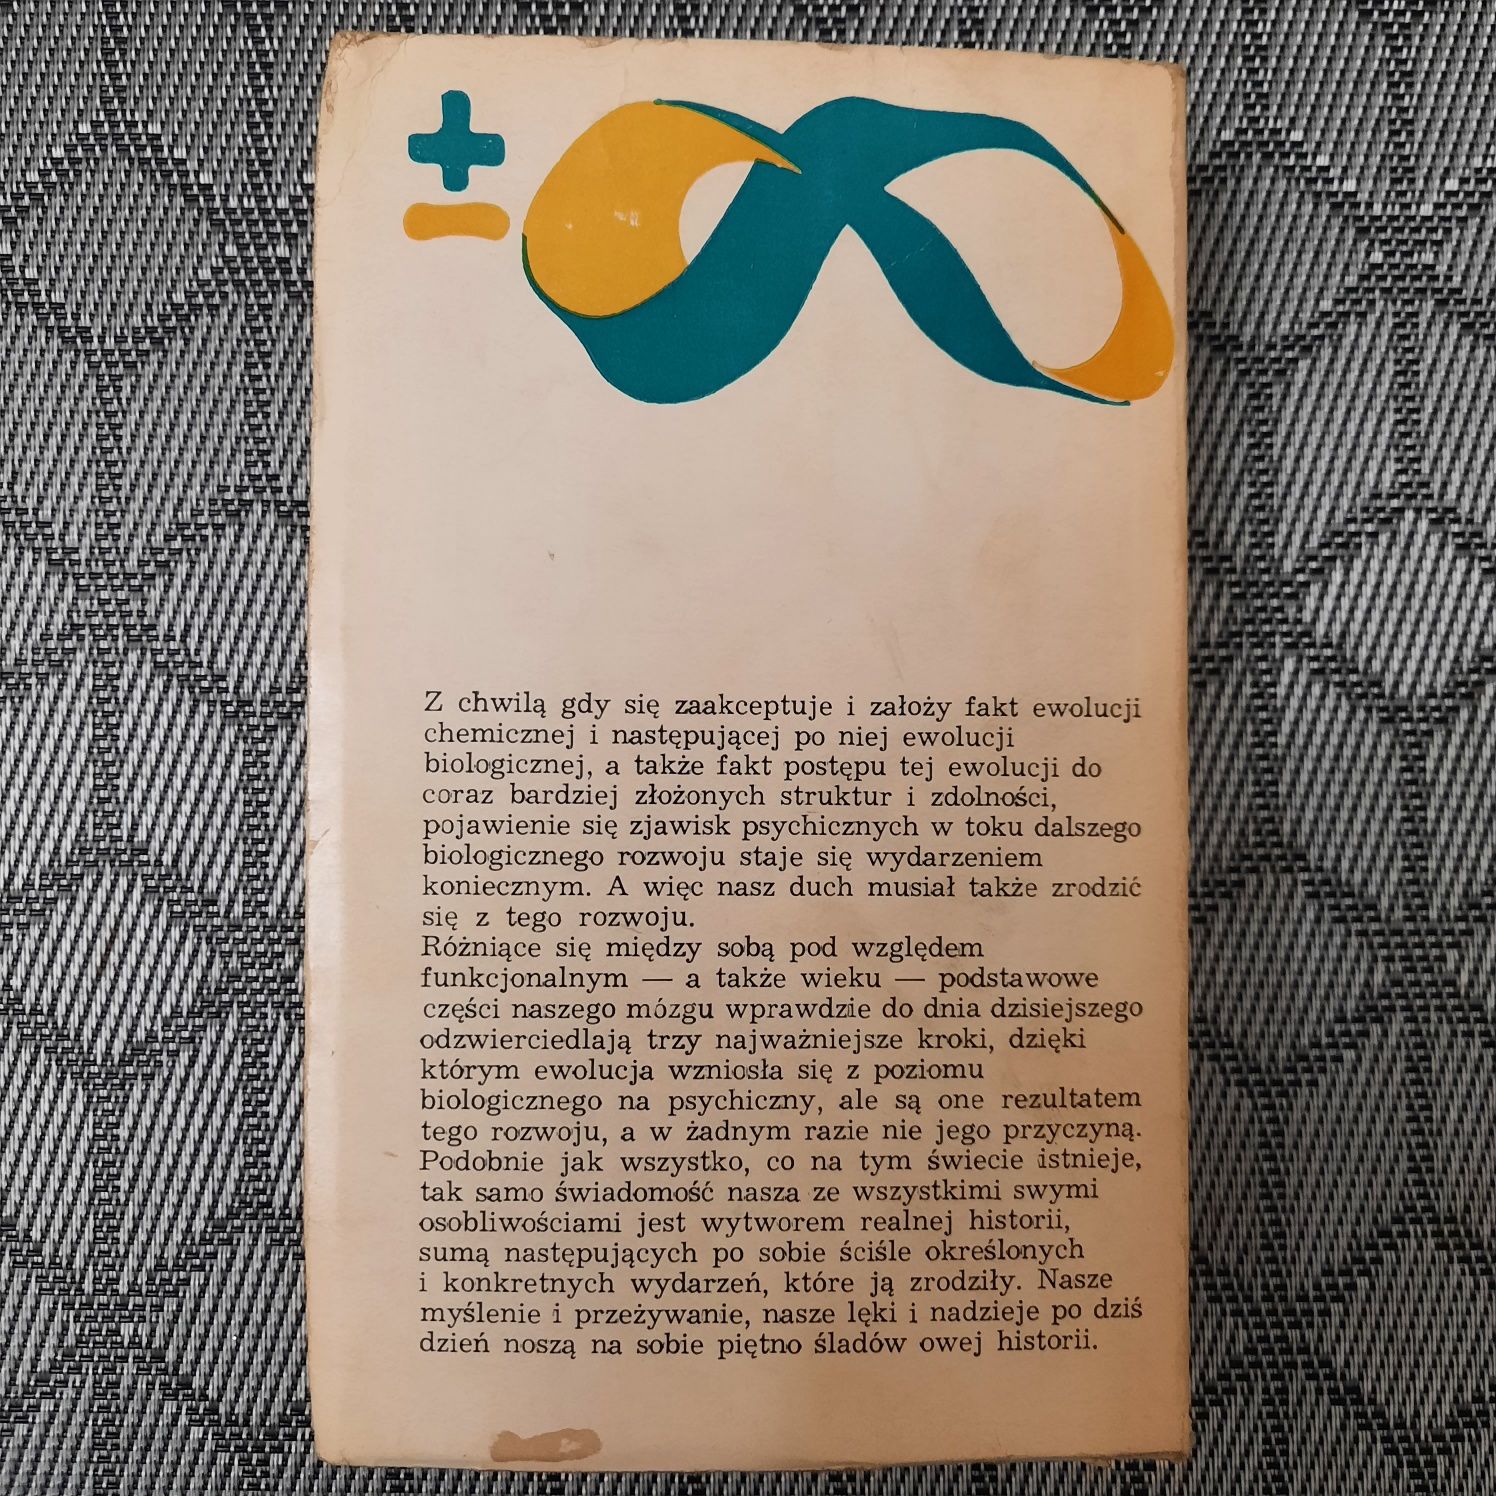 Z chwilą gdy się zaakceptuje i założy fakt ewolucji
chemicznej i następującej po niej ewolucji
biologicznej, a także fakt postępu tej ewolucji do
coraz bardziej złożonych struktur i zdolności,
pojawienie się zjawisk psychicznych w toku dalszego
biologicznego rozwoju staje się wydarzeniem
koniecznym. A więc nasz duch musiał także zrodzić
się z tego rozwoju.
Różniące się między sobą pod względem
funkcjonalnym — a także wieku — podstawowe
części naszego mózgu wprawdzie do dnia dzisiejszego
odzwierciedlają trzy najważniejsze kroki, dzięki
którym ewolucja wzniosła się z poziomu
biologicznego na psychiczny, ale są one rezultatem
tego rozwoju, a w żadnym razie nie jego przyczyną.
Podobnie jak wszystko, co na tym świecie istnieje,
tak samo świadomość nasza ze wszystkimi swymi
osobliwościami jest wytworem realnej historii,
sumą następujących po sobie ściśle określonych
i konkretnych wydarzeń, które ją zrodziły. Nasze
myślenie i przeżywanie, nasze lęki i nadzieje po dziś
dzień noszą na sobie piętno śladów owej historii.